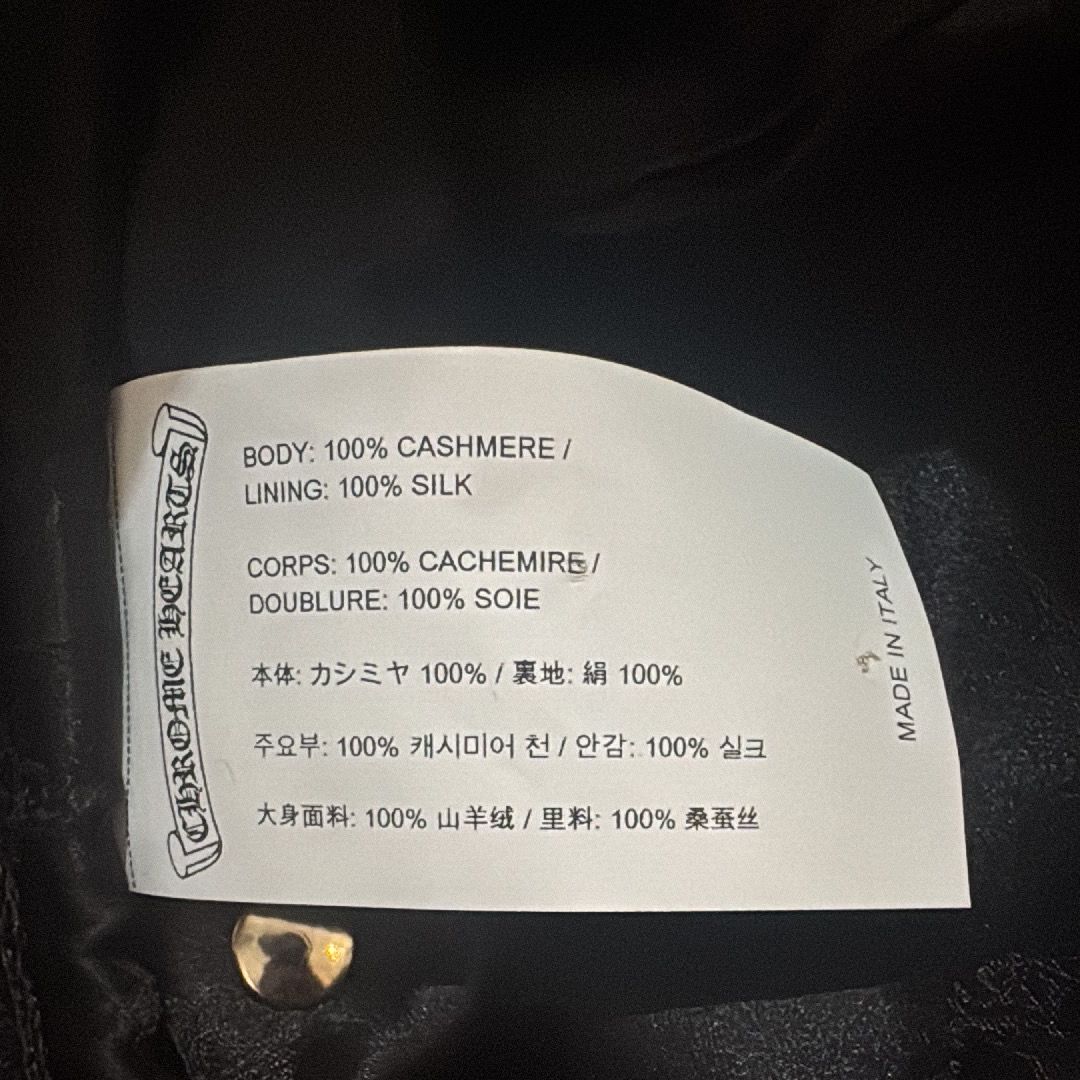 CHROME HEARTS
BODY: 100% CASHMERE /
LINING: 100% SILK
CORPS: 100% CACHEMIRE /
DOUBLURE: 100% SOIE
本体: カシミヤ 100% / 裏地: 絹 100%
주요부: 100% 캐시미어 천 / 안감: 100% 실크
大身面料: 100% 山羊绒 / 里料: 100% 桑蚕丝
MADE IN ITALY